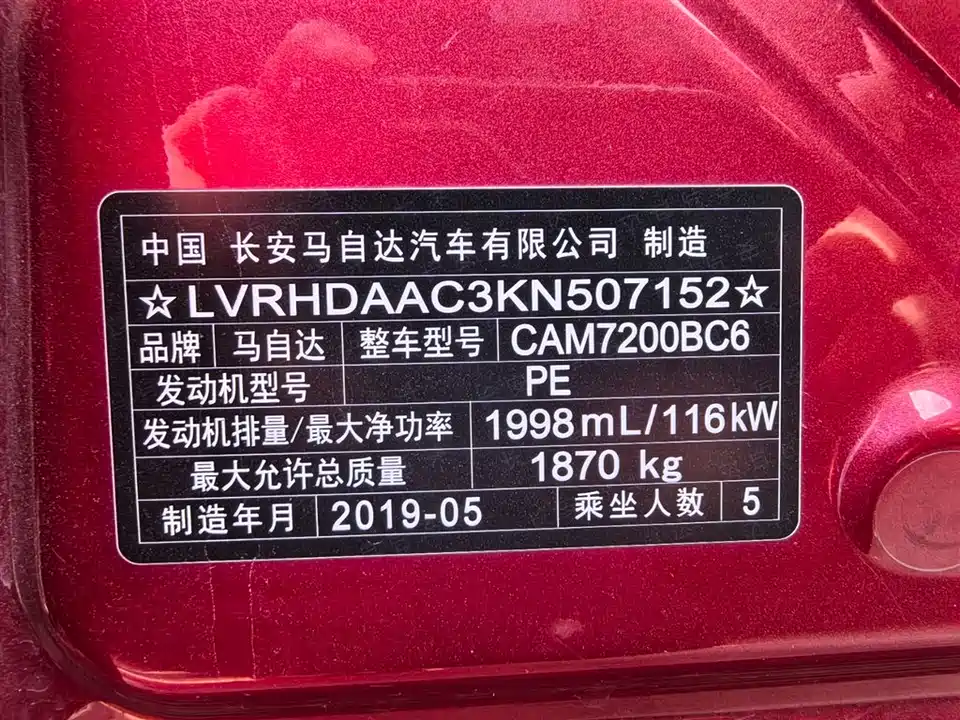 中国 长安马自达汽车有限公司 制造
☆LVRHDAAC3KN507152☆
品牌 马自达 整车型号 CAM7200BC6
发动机型号 PE
发动机排量/最大净功率 1998mL/116kW
最大允许总质量 1870 kg
制造年月 2019-05 乘坐人数 5